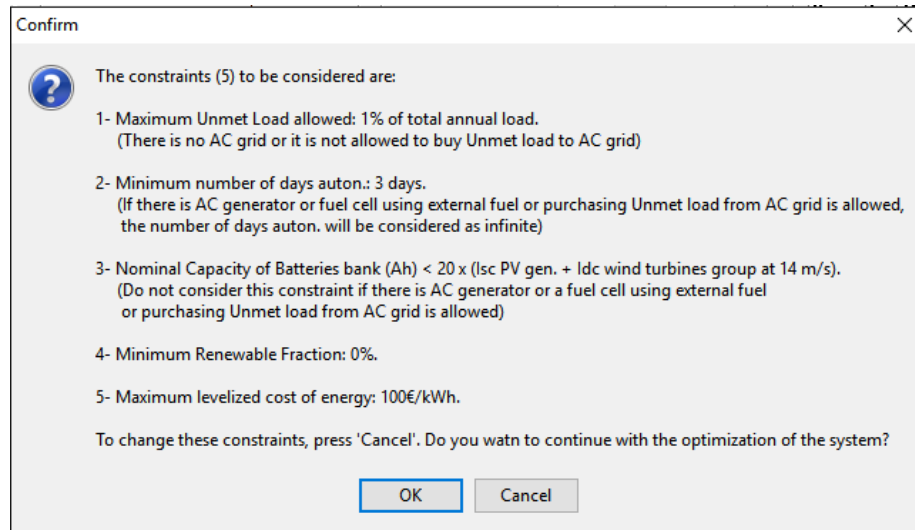 Confirm
The constraints (5) to be considered are:
1- Maximum Unmet Load allowed: 1% of total annual load.
(There is no AC grid or it is not allowed to buy Unmet load to AC grid)
2- Minimum number of days auton.: 3 days.
(If there is AC generator or fuel cell using external fuel or purchasing Unmet load from AC grid is allowed,
the number of days auton. will be considered as infinite)
3- Nominal Capacity of Batteries bank (Ah) < 20 x (Isc PV gen. + Idc wind turbines group at 14 m/s).
(Do not consider this constraint if there is AC generator or a fuel cell using external fuel
or purchasing Unmet load from AC grid is allowed)
4- Minimum Renewable Fraction: 0%.
5- Maximum levelized cost of energy: 100€/kWh.
To change these constraints, press 'Cancel'. Do you watn to continue with the optimization of the system?
OK
Cancel